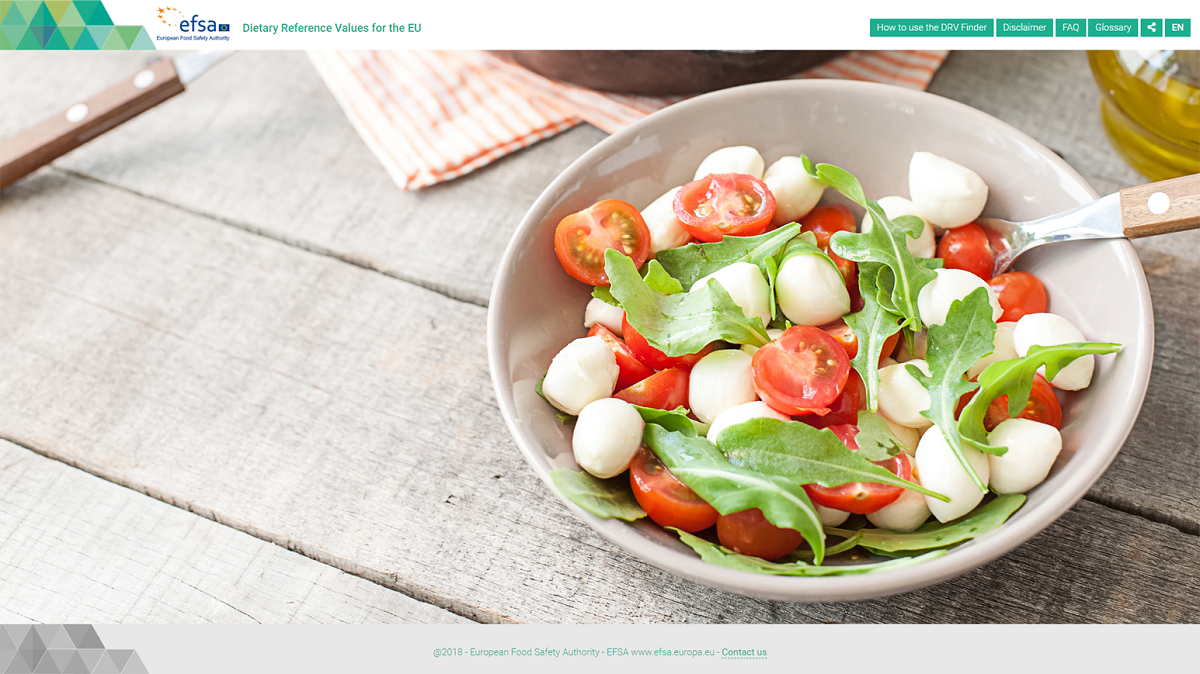 efsa
European Food Safety Authority
Dietary Reference Values for the EU
How to use the DRV Finder
Disclaimer
FAQ
Glossary
EN
@2018 - European Food Safety Authority - EFSA www.efsa.europa.eu - Contact us